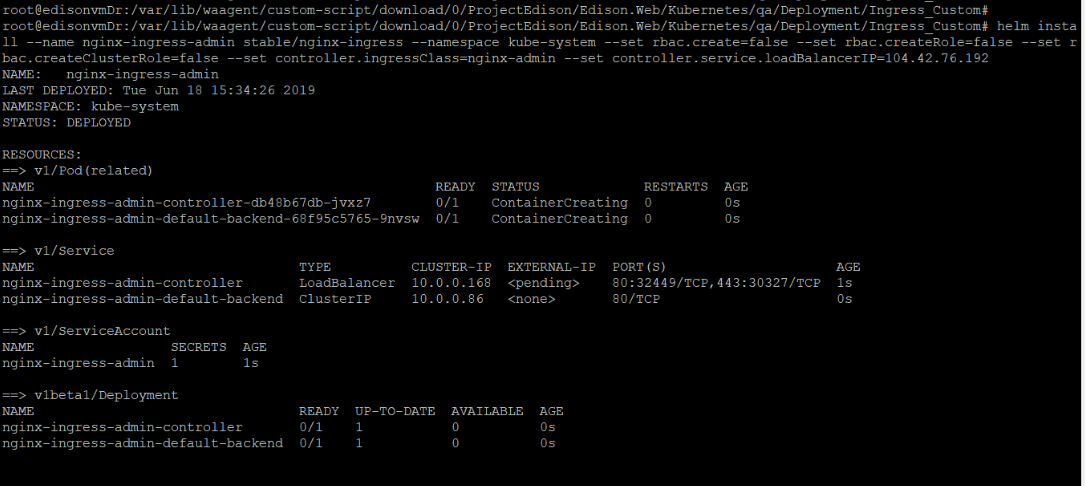 root@edisonvmDr:/var/lib/waagent/custom-script/download/0/ProjectEdison/Edison.Web/Kubernetes/qa/Deployment/Ingress_Custom#
root@edisonvmDr:/var/lib/waagent/custom-script/download/0/ProjectEdison/Edison.Web/Kubernetes/qa/Deployment/Ingress_Custom# helm insta
ll --name nginx-ingress-admin stable/nginx-ingress --namespace kube-system --set rbac.create=false --set rbac.createRole=false --set r
bac.createClusterRole=false --set controller.ingressClass=nginx-admin --set controller.service.loadBalancerIP=104.42.76.192
NAME:   nginx-ingress-admin
LAST DEPLOYED: Tue Jun 18 15:34:26 2019
NAMESPACE: kube-system
STATUS: DEPLOYED
RESOURCES:
==> v1/Pod(related)
NAME                                                  READY  STATUS             RESTARTS  AGE
nginx-ingress-admin-controller-db48b67db-jvxz7        0/1    ContainerCreating  0         0s
nginx-ingress-admin-default-backend-68f95c5765-9nvsw  0/1    ContainerCreating  0         0s
==> v1/Service
NAME                                 TYPE          CLUSTER-IP  EXTERNAL-IP  PORT(S)                     AGE
nginx-ingress-admin-controller       LoadBalancer  10.0.0.168  <pending>    80:32449/TCP,443:30327/TCP  1s
nginx-ingress-admin-default-backend  ClusterIP     10.0.0.86   <none>       80/TCP                      0s
==> v1/ServiceAccount
NAME                 SECRETS  AGE
nginx-ingress-admin  1        1s
==> v1beta1/Deployment
NAME                                 READY  UP-TO-DATE  AVAILABLE  AGE
nginx-ingress-admin-controller       0/1    1           0          0s
nginx-ingress-admin-default-backend  0/1    1           0          0s